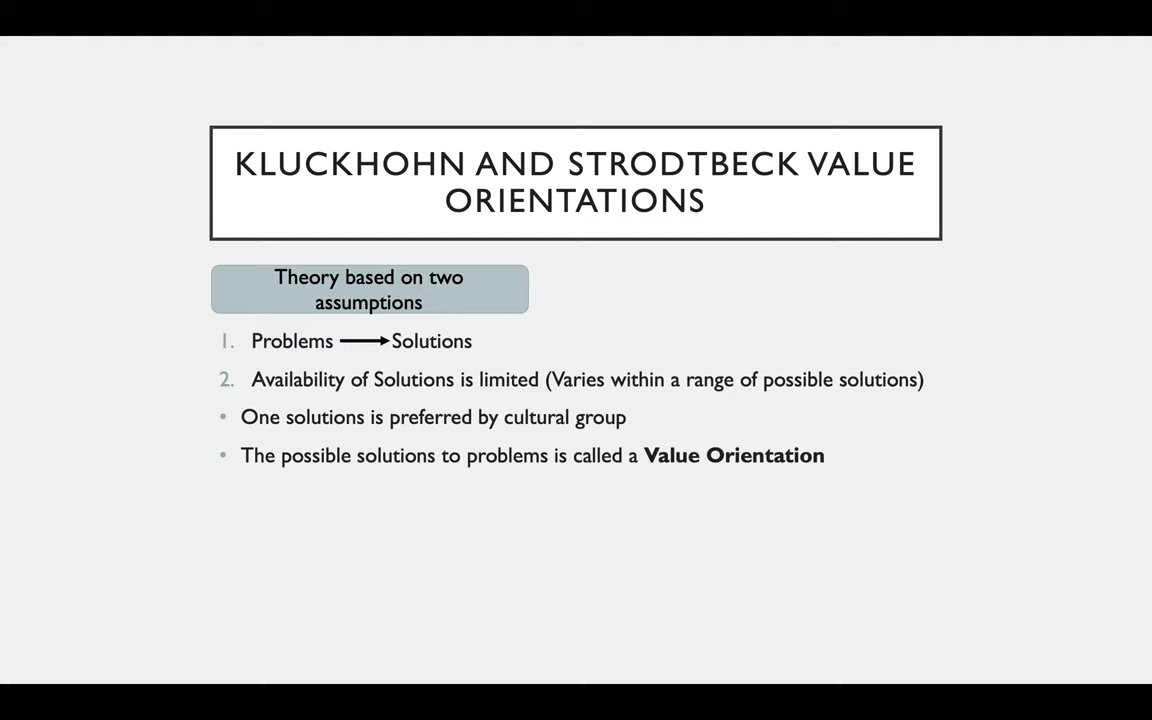 KLUCKHOHN AND STRODTBECK VALUE
ORIENTATIONS
Theory based on two
assumptions
1. Problems ⟶ Solutions
2. Availability of Solutions is limited (Varies within a range of possible solutions)
• One solutions is preferred by cultural group
• The possible solutions to problems is called a Value Orientation